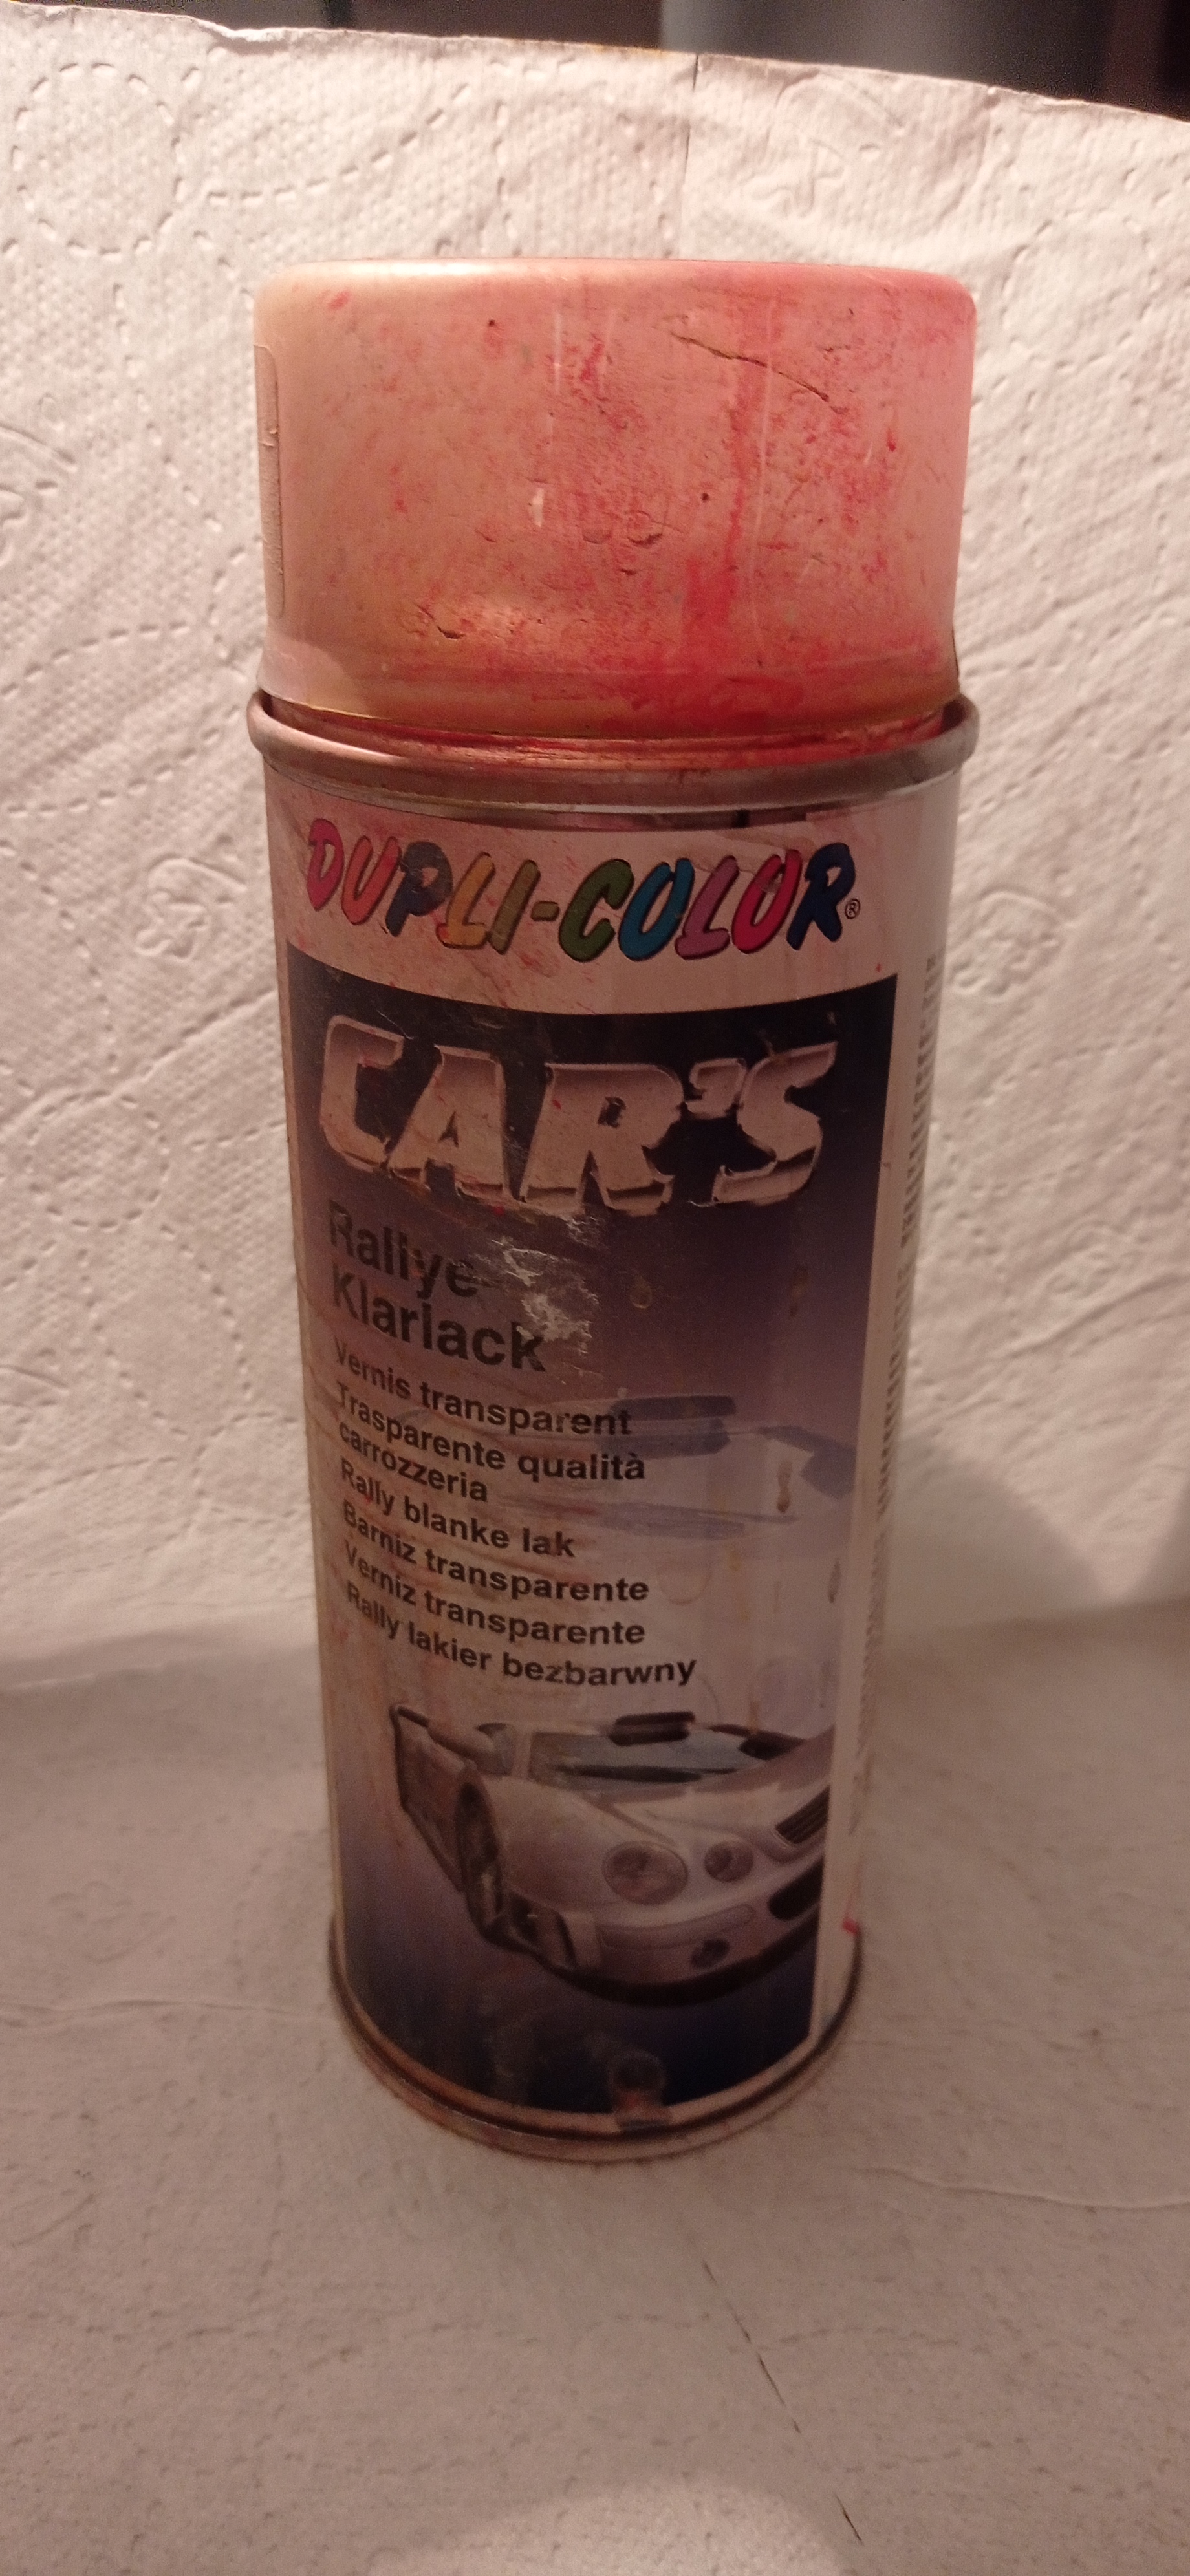 DUPLI-COLOR®
CAR'S
Rallye-
Klarlack
Vernis transparent
Trasparente qualità
carrozzeria
Rally blanke lak
Barniz transparente
Verniz transparente
Rally lakier bezbarwny